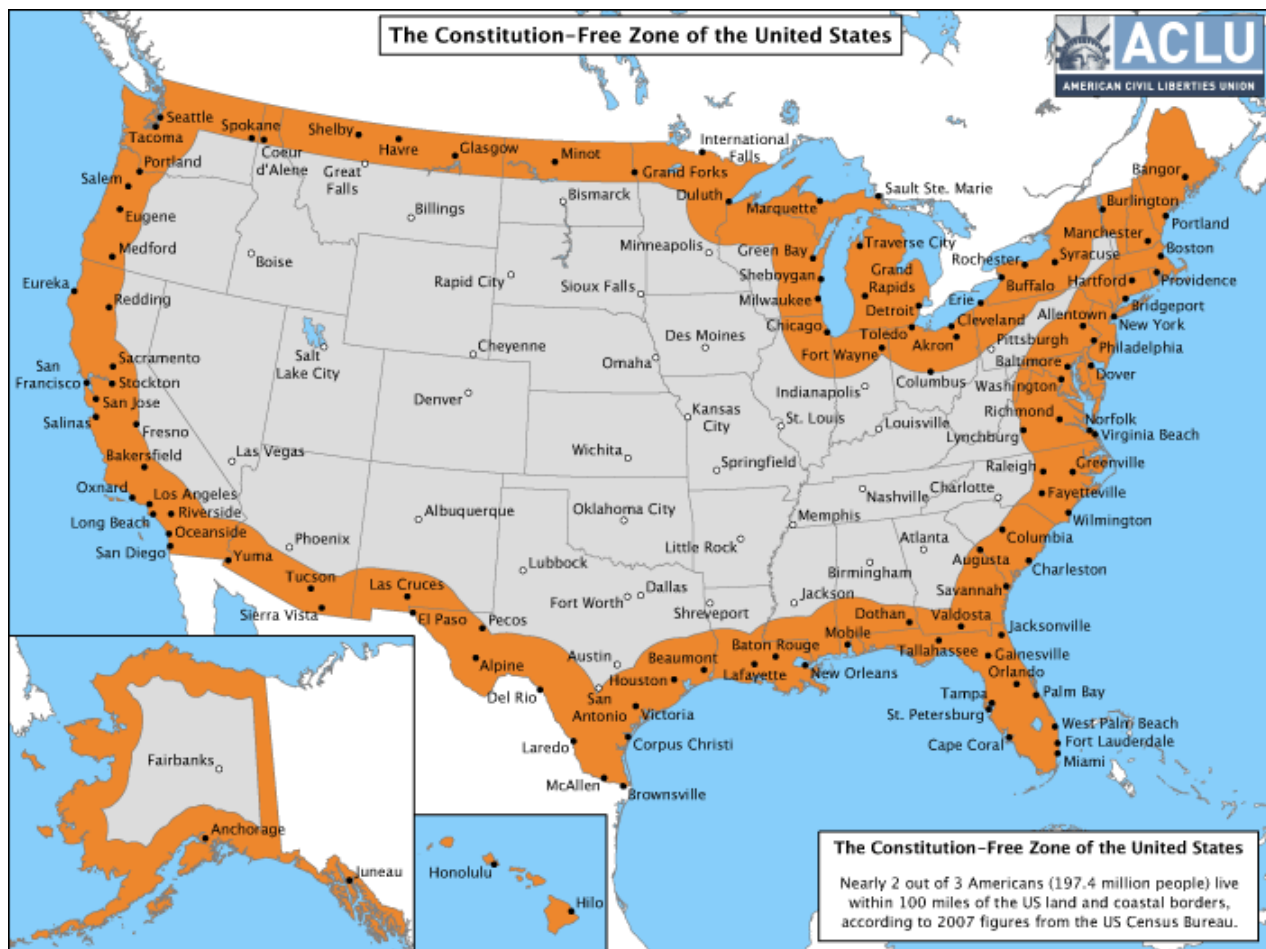 The Constitution-Free Zone of the United States
ACLU
AMERICAN CIVIL LIBERTIES UNION
Seattle
Tacoma
Spokane
Coeur
d'Alene
Shelby
Havre
Glasgow
Minot
Grand Forks
International
Falls
Duluth
Marquette
Sault Ste. Marie
Bangor
Burlington
Portland
Manchester
Boston
Portland
Salem
Eugene
Medford
Great
Falls
Billings
Bismarck
Minneapolis
Green Bay
Traverse City
Rochester
Syracuse
Buffalo
Hartford
Providence
Bridgeport
New York
Boise
Rapid City
Sioux Falls
Sheboygan
Milwaukee
Grand
Rapids
Detroit
Erie
Allentown
Eureka
Redding
Des Moines
Chicago
Toledo
Cleveland
Akron
Fort Wayne
Pittsburgh
Philadelphia
Baltimore
Dover
Washington
Salt
Lake City
Cheyenne
Omaha
Columbus
Indianapolis
Sacramento
San
Francisco
Stockton
San Jose
Salinas
Fresno
Denver
Kansas
City
St. Louis
Louisville
Richmond
Norfolk
Lynchburg
Virginia Beach
Bakersfield
Las Vegas
Wichita
Springfield
Raleigh
Greenville
Oxnard
Los Angeles
Riverside
Long Beach
Oceanside
San Diego
Albuquerque
Oklahoma City
Nashville
Charlotte
Fayetteville
Memphis
Wilmington
Yuma
Phoenix
Little Rock
Atlanta
Columbia
Augusta
Tucson
Sierra Vista
Las Cruces
El Paso
Lubbock
Dallas
Fort Worth
Birmingham
Charleston
Savannah
Pecos
Shreveport
Jackson
Dothan
Valdosta
Jacksonville
Alpine
Austin
Beaumont
Baton Rouge
Mobile
Tallahassee
Gainesville
Del Rio
Houston
Lafayette
New Orleans
Orlando
San
Antonio
Victoria
Tampa
Palm Bay
St. Petersburg
Laredo
Corpus Christi
Cape Coral
West Palm Beach
Fort Lauderdale
Miami
McAllen
Brownsville
Fairbanks
Anchorage
Juneau
Honolulu
Hilo
The Constitution-Free Zone of the United States
Nearly 2 out of 3 Americans (197.4 million people) live
within 100 miles of the US land and coastal borders,
according to 2007 figures from the US Census Bureau.